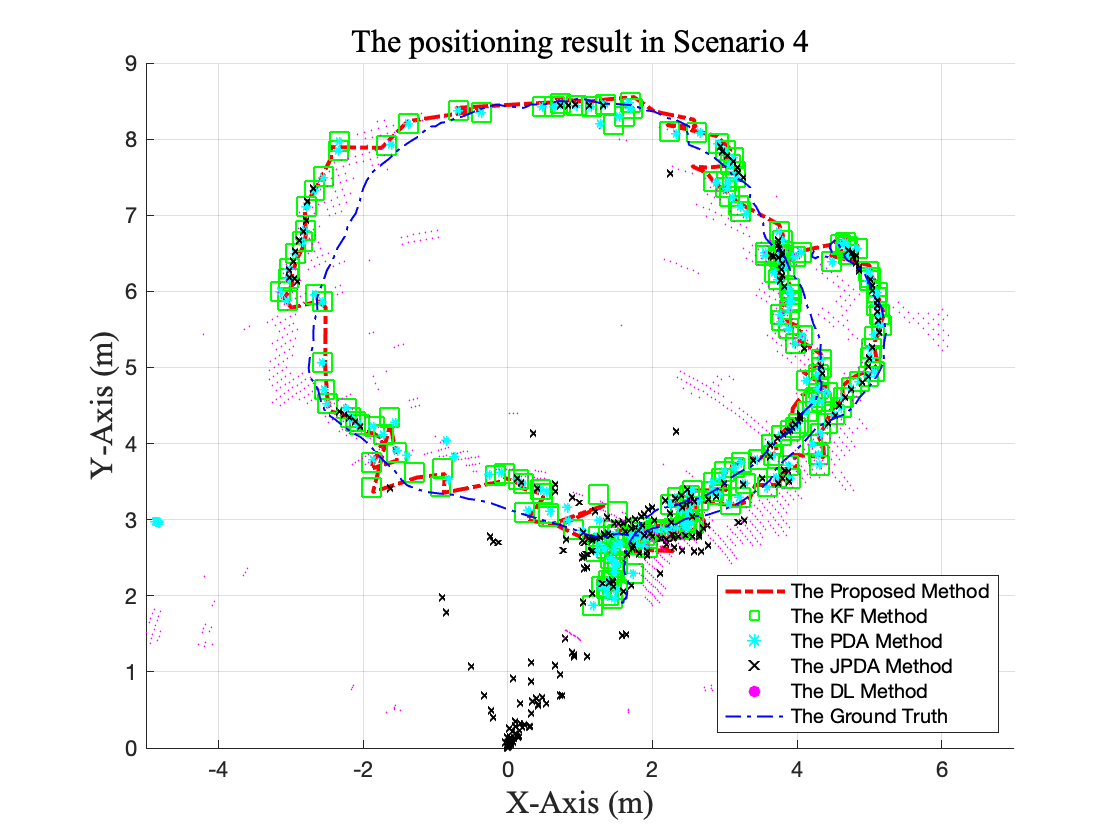 The positioning result in Scenario 4
9
8
7
6
5
4
3
2
1
0
Y-Axis (m)
-4
-2
0
2
4
6
X-Axis (m)
The Proposed Method
The KF Method
The PDA Method
The JPDA Method
The DL Method
The Ground Truth